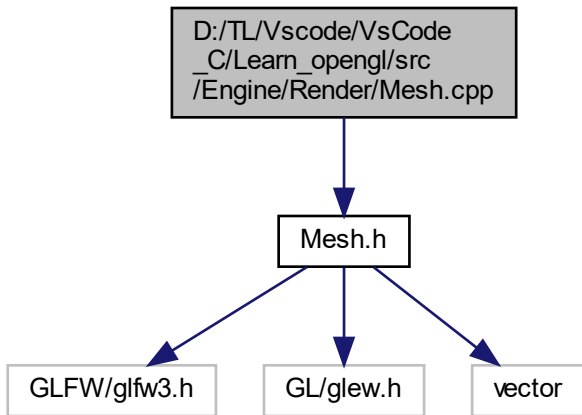 D:/TL/Vscode/VsCode
_C/Learn_opengl/src
/Engine/Render/Mesh.cpp
Mesh.h
GLFW/glfw3.h
GL/glew.h
vector